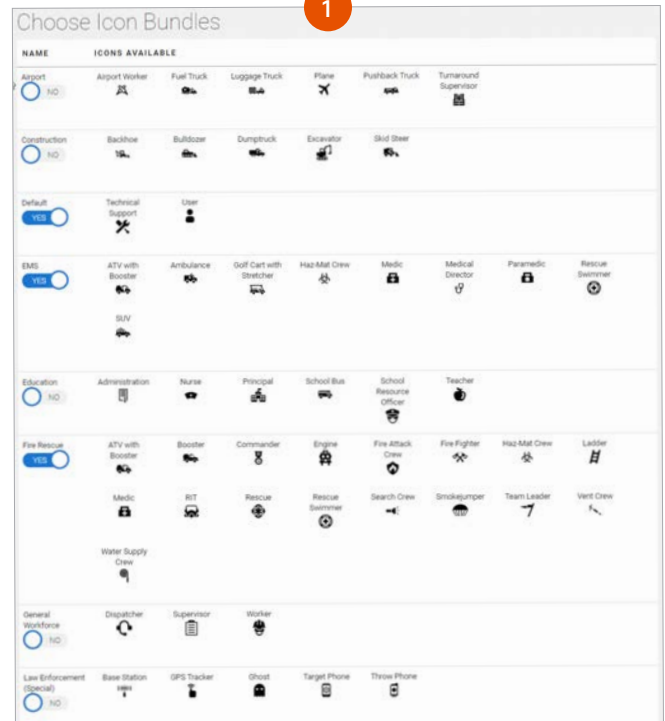 1
Choose Icon Bundles
NAME ICONS AVAILABLE
Airport Airport Worker Fuel Truck Luggage Truck Plane Pushback Truck Turnaround
Supervisor
NO
Construction Backhoe Bulldozer Dumptruck Excavator Skid Steer
NO
Default Technical User
Support
YES
EMS ATV with Ambulance Golf Cart with Haz-Mat Crew Medic Medical Paramedic Rescue
Booster Stretcher Director Swimmer
YES
SUV
Education Administration Nurse Principal School Bus School Teacher
Resource
Officer
NO
Fire Rescue ATV with Booster Commander Engine Fire Attack Fire Fighter Haz-Mat Crew Ladder
Booster Crew
YES
Medic RIT Rescue Rescue Search Crew Smokejumper Team Leader Vent Crew
Swimmer
Water Supply
Crew
General Dispatcher Supervisor Worker
Workforce
NO
Law Enforcement Base Station GPS Tracker Ghost Target Phone Throw Phone
(Special)
NO